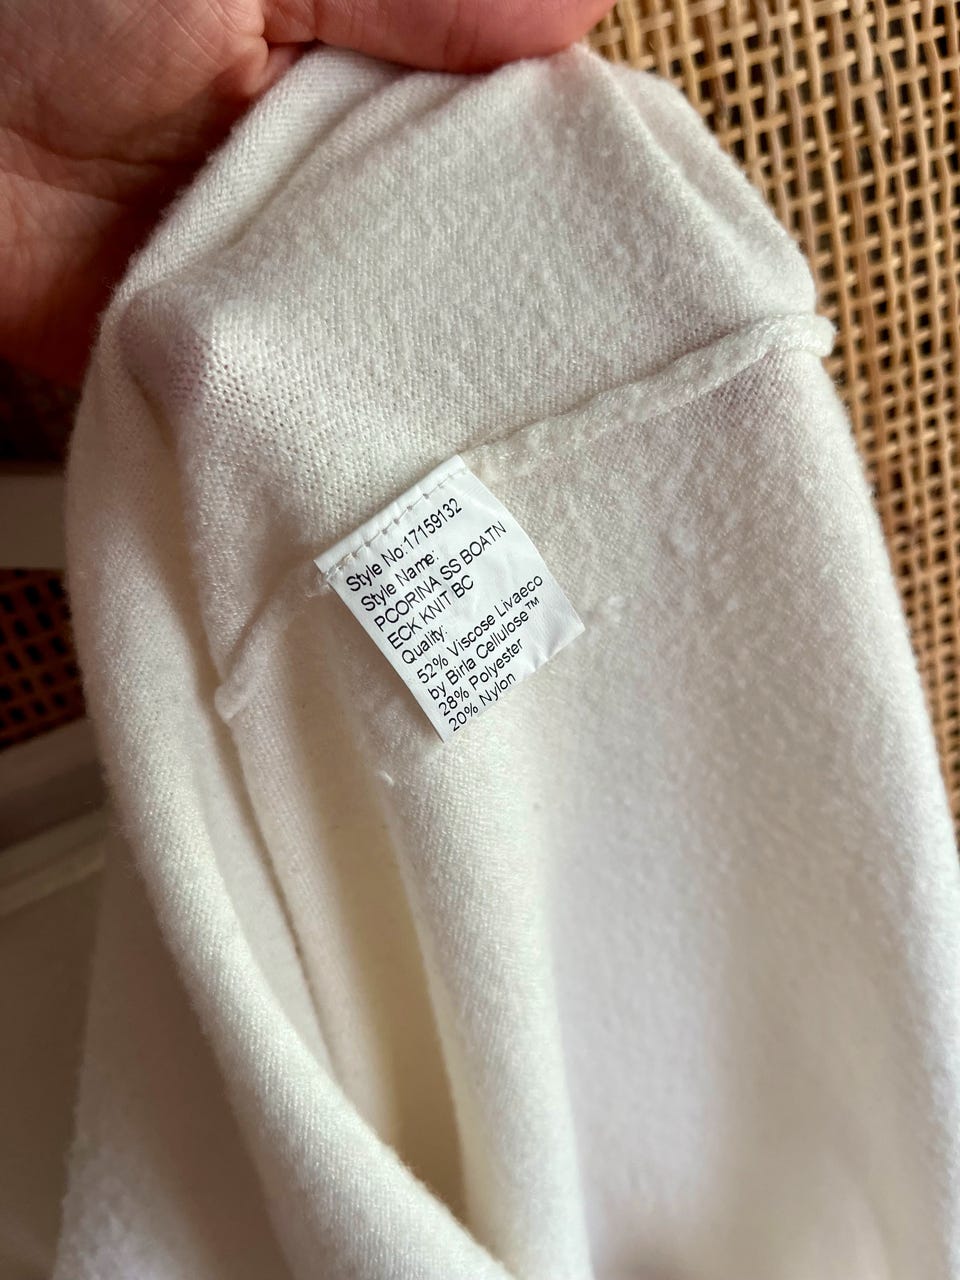 Style No:17159132
Style Name:
PCORINA SS BOATN
ECK KNIT BC
Quality:
52% Viscose Livaeco
by Birla Cellulose™
28% Polyester
20% Nylon